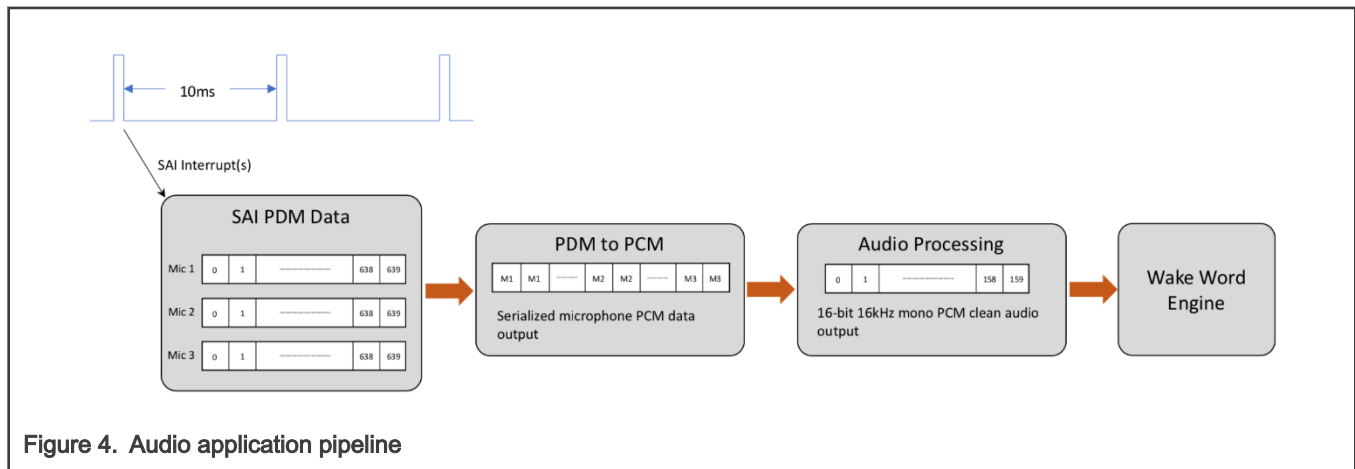 10ms
SAI Interrupt(s)
SAI PDM Data
Mic 1 0 1 638 639
Mic 2 0 1 638 639
Mic 3 0 1 638 639
PDM to PCM
M1 M1 M2 M2 M3 M3
Serialized microphone PCM data
output
Audio Processing
0 1 158 159
16-bit 16kHz mono PCM clean audio
output
Wake Word
Engine
Figure 4. Audio application pipeline